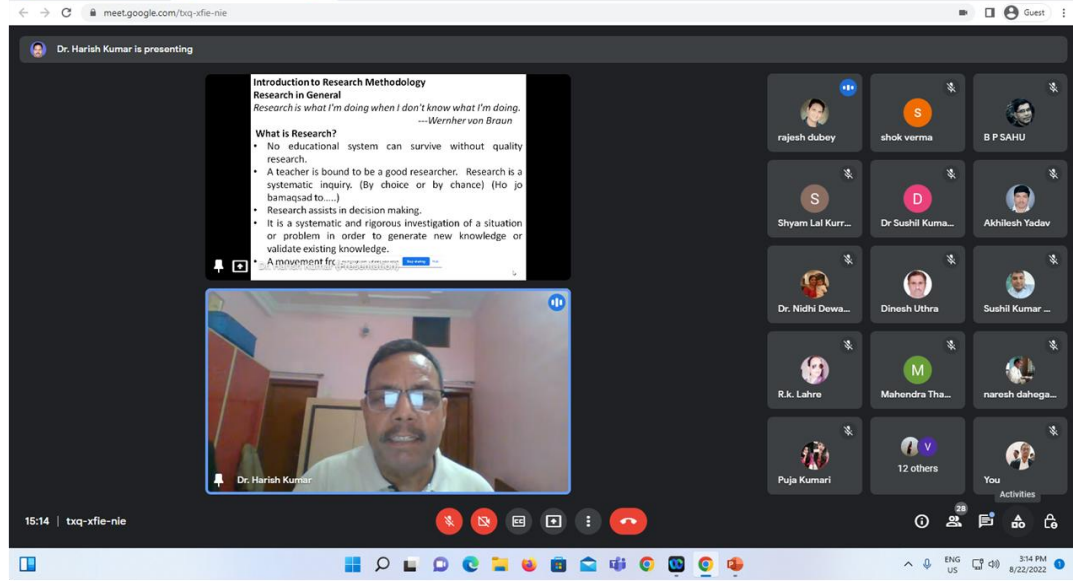 meet.google.com/txq-xfie-nie
Guest
Dr. Harish Kumar is presenting
Introduction to Research Methodology
Research in General
Research is what I'm doing when I don't know what I'm doing.
---Wernher von Braun
What is Research?
• No educational system can survive without quality
research.
• A teacher is bound to be a good researcher. Research is a
systematic inquiry. (By choice or by chance) (Ho jo
bamaqsad to.....)
• Research assists in decision making.
• It is a systematic and rigorous investigation of a situation
or problem in order to generate new knowledge or
validate existing knowledge.
• A movement
Dr. Harish Kumar (Presentation)
Stop sharing
Dr. Harish Kumar
rajesh dubey
S
shok verma
B P SAHU
S
Shyam Lal Kurr...
D
Dr Sushil Kuma...
Akhilesh Yadav
Dr. Nidhi Dewa...
Dinesh Uthra
Sushil Kumar ...
R.k. Lahre
M
Mahendra Tha...
naresh dahega...
Puja Kumari
V
12 others
You
Activities
15:14 | txq-xfie-nie
28
ENG
US
3:14 PM
8/22/2022
1